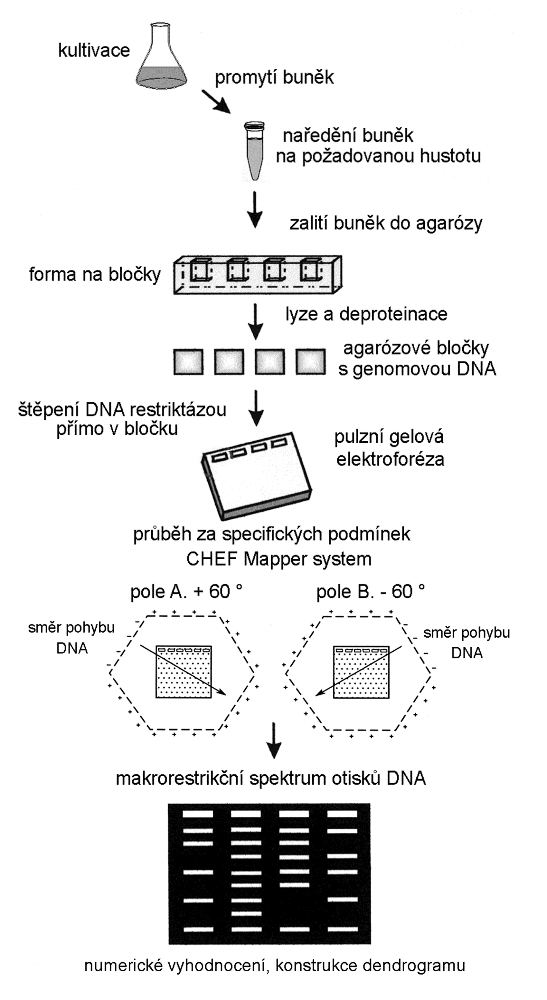 kultivace
promytí buněk
naředění buněk
na požadovanou hustotu
zalití buněk do agarózy
forma na bločky
lyze a deproteinace
agarózové bločky
s genomovou DNA
štěpení DNA restriktázou
přímo v bločku
pulzní gelová
elektroforéza
průběh za specifických podmínek
CHEF Mapper system
pole A. + 60 °
pole B. - 60 °
směr pohybu
DNA
směr pohybu
DNA
makrorestrikční spektrum otisků DNA
numerické vyhodnocení, konstrukce dendrogramu